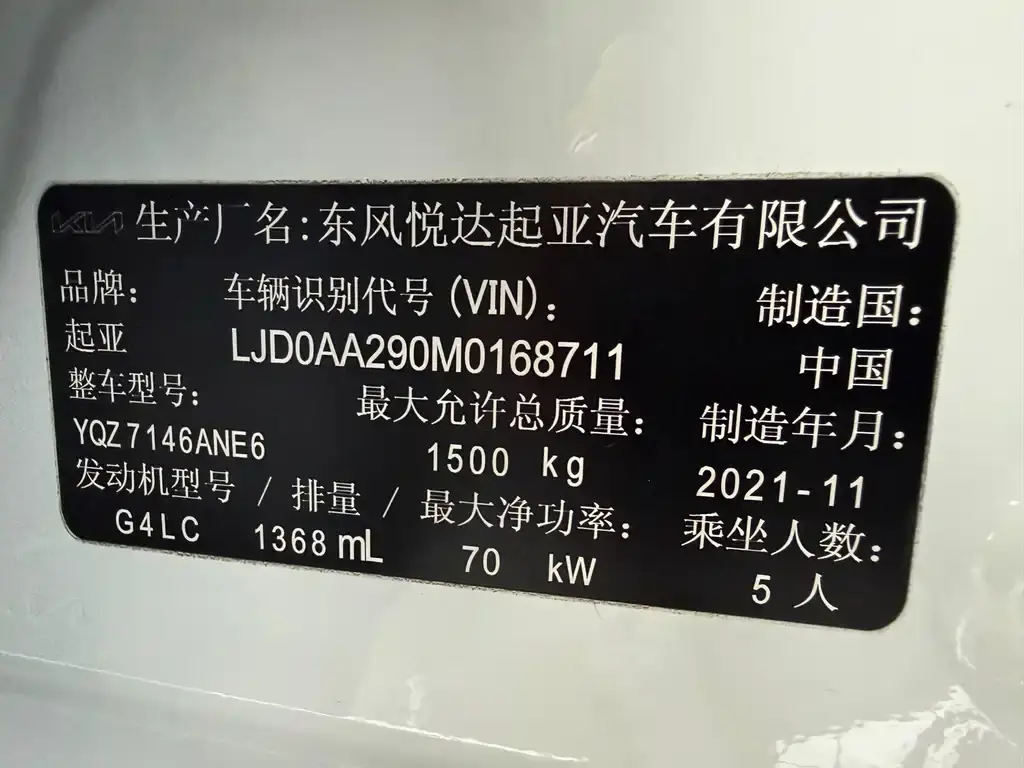 KIA 生产厂名:东风悦达起亚汽车有限公司
品牌: 车辆识别代号(VIN): 制造国:
起亚 LJD0AA290M0168711 中国
整车型号: 最大允许总质量: 制造年月:
YQZ7146ANE6 1500 kg 2021-11
发动机型号 / 排量 / 最大净功率: 乘坐人数:
G4LC 1368 mL 70 kW 5 人